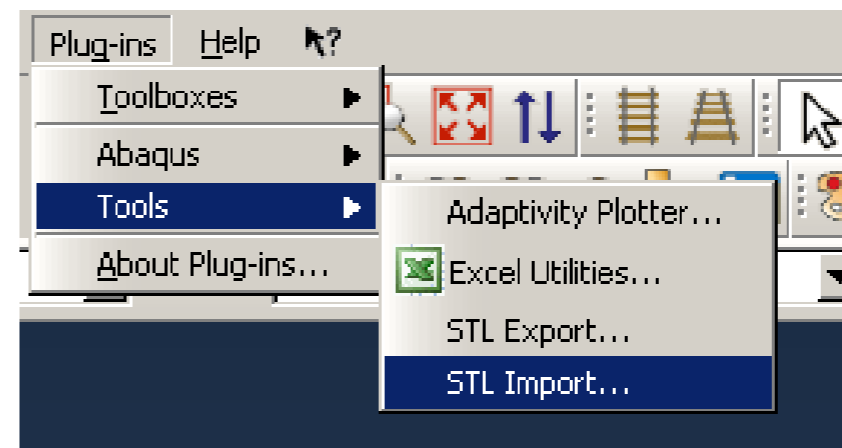 Plug-ins Help ?
Toolboxes
Abaqus
Tools
About Plug-ins...
Adaptivity Plotter...
Excel Utilities...
STL Export...
STL Import...